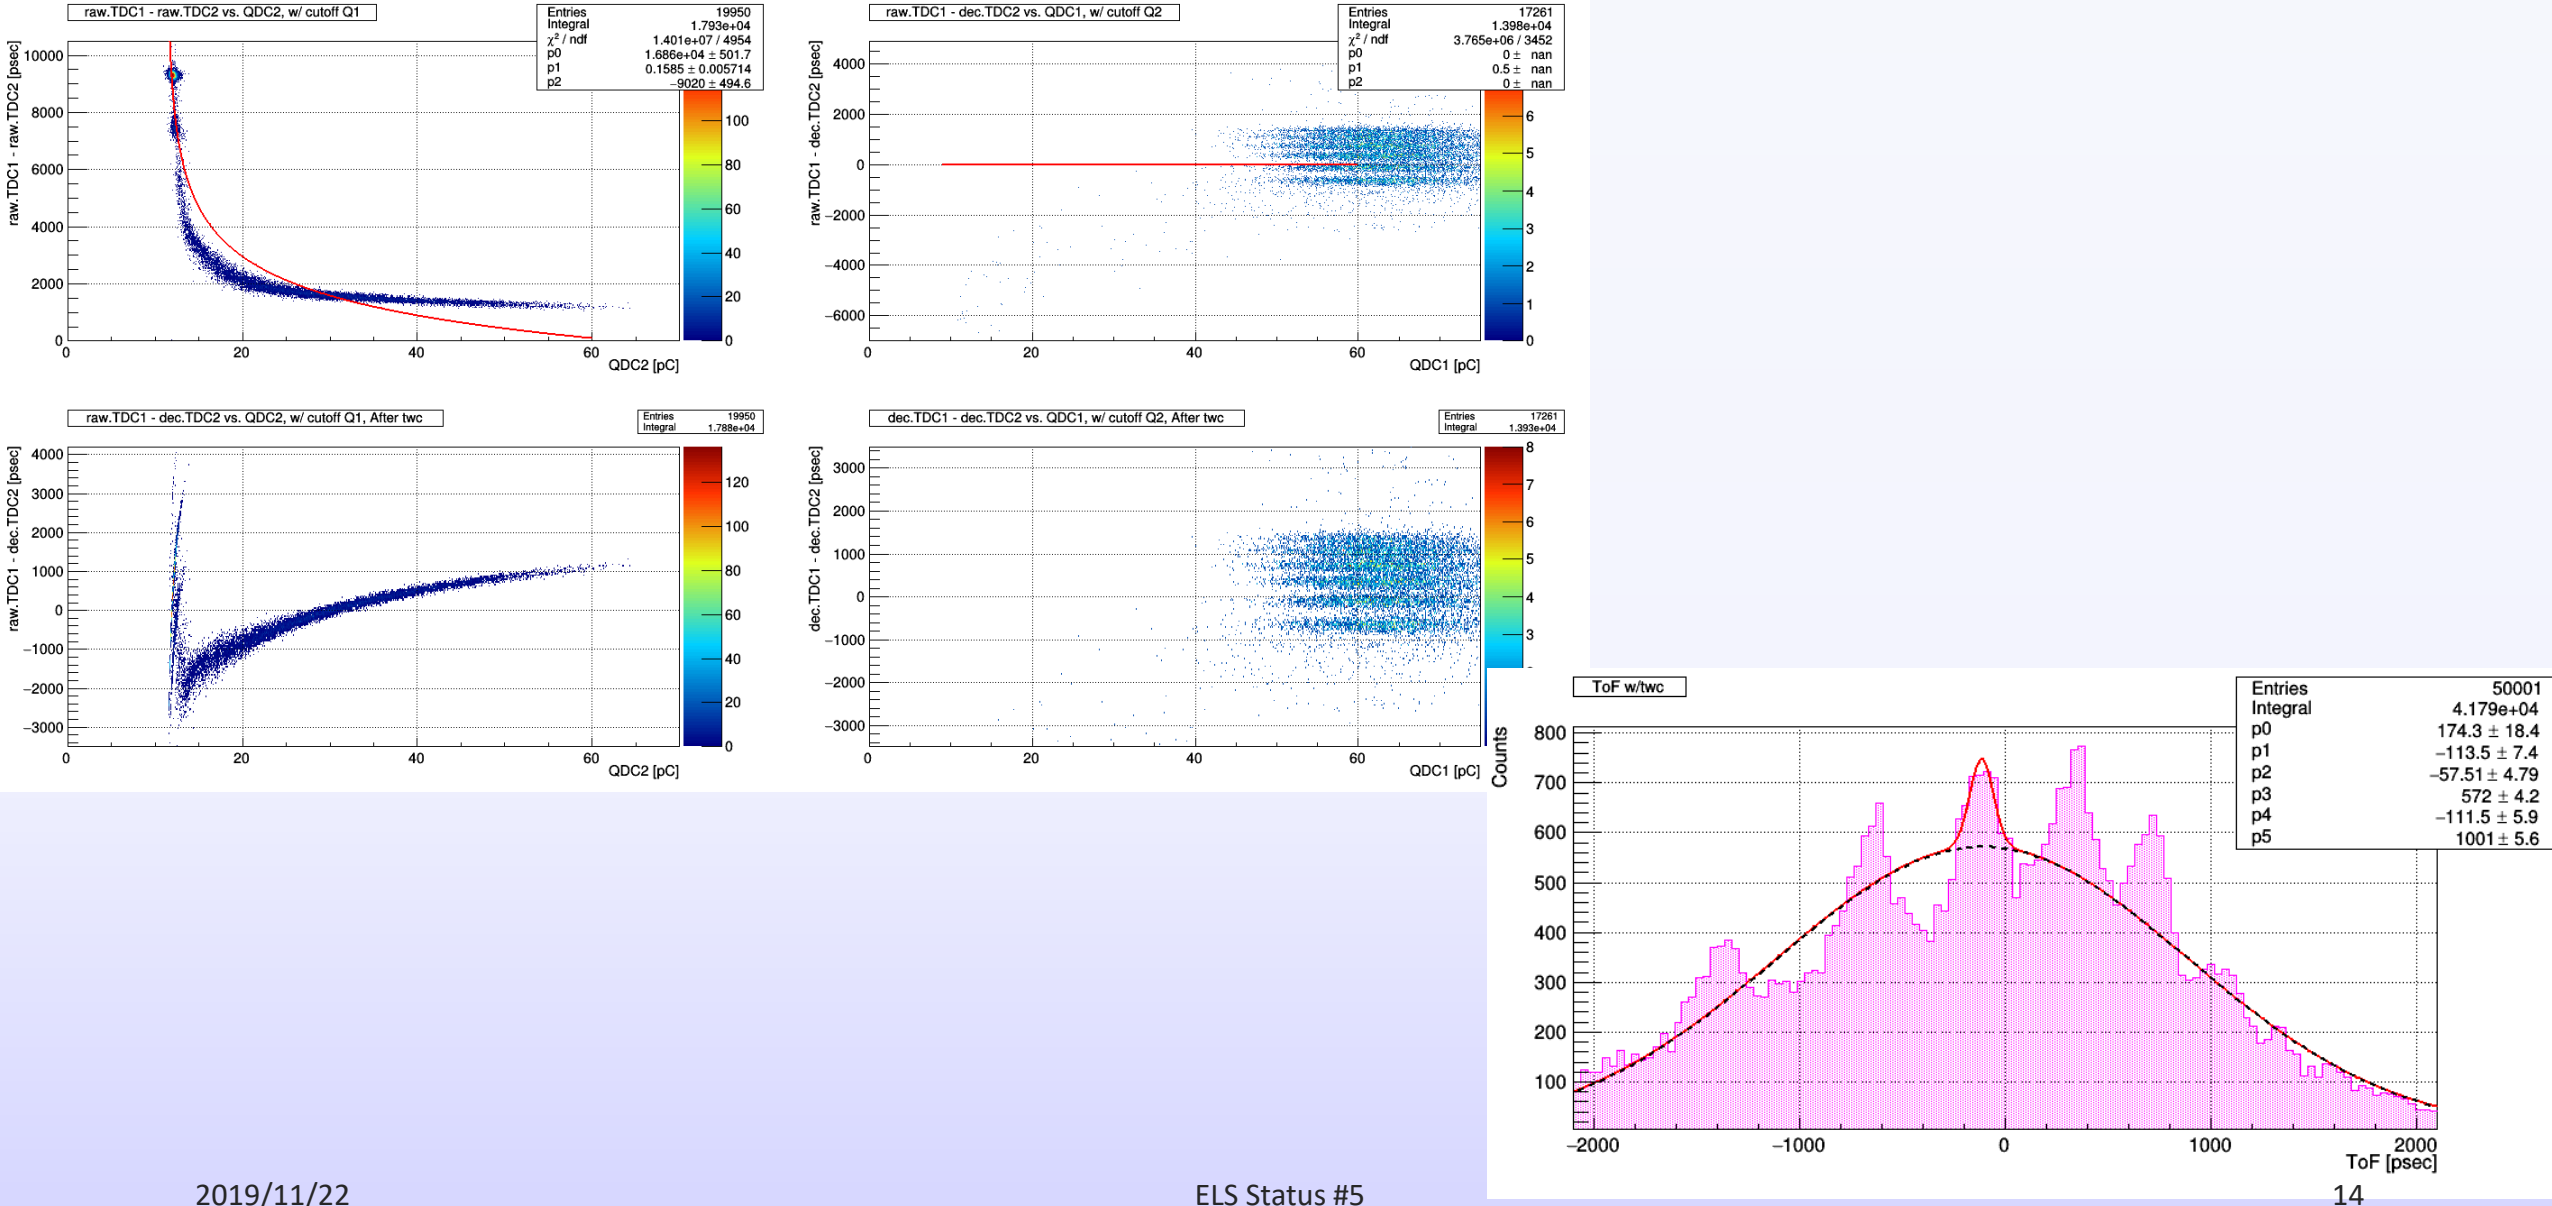 raw.TDC1 - raw.TDC2 vs. QDC2, w/ cutoff Q1
Entries 19950
Integral 1.793e+04
χ² / ndf 1.401e+07 / 4954
p0 1.686e+04 ± 501.7
p1 0.1585 ± 0.005714
p2 −9020 ± 494.6
raw.TDC1 - raw.TDC2 [psec]
10000
8000
6000
4000
2000
0
0 20 40 60
QDC2 [pC]
100
80
60
40
20
0
raw.TDC1 - dec.TDC2 vs. QDC1, w/ cutoff Q2
Entries 17261
Integral 1.398e+04
χ² / ndf 3.765e+06 / 3452
p0 0 ± nan
p1 0.5 ± nan
p2 0 ± nan
raw.TDC1 - dec.TDC2 [psec]
4000
2000
0
−2000
−4000
−6000
0 20 40 60
QDC1 [pC]
6
5
4
3
2
1
0
raw.TDC1 - dec.TDC2 vs. QDC2, w/ cutoff Q1, After twc
Entries 19950
Integral 1.788e+04
raw.TDC1 - dec.TDC2 [psec]
4000
3000
2000
1000
0
−1000
−2000
−3000
0 20 40 60
QDC2 [pC]
120
100
80
60
40
20
0
dec.TDC1 - dec.TDC2 vs. QDC1, w/ cutoff Q2, After twc
Entries 17261
Integral 1.393e+04
dec.TDC1 - dec.TDC2 [psec]
3000
2000
1000
0
−1000
−2000
−3000
0 20 40 60
QDC1 [pC]
8
7
6
5
4
3
ToF w/twc
Entries 50001
Integral 4.179e+04
p0 174.3 ± 18.4
p1 −113.5 ± 7.4
p2 −57.51 ± 4.79
p3 572 ± 4.2
p4 −111.5 ± 5.9
p5 1001 ± 5.6
Counts
800
700
600
500
400
300
200
100
−2000 −1000 0 1000 2000
ToF [psec]
2019/11/22
ELS Status #5
14